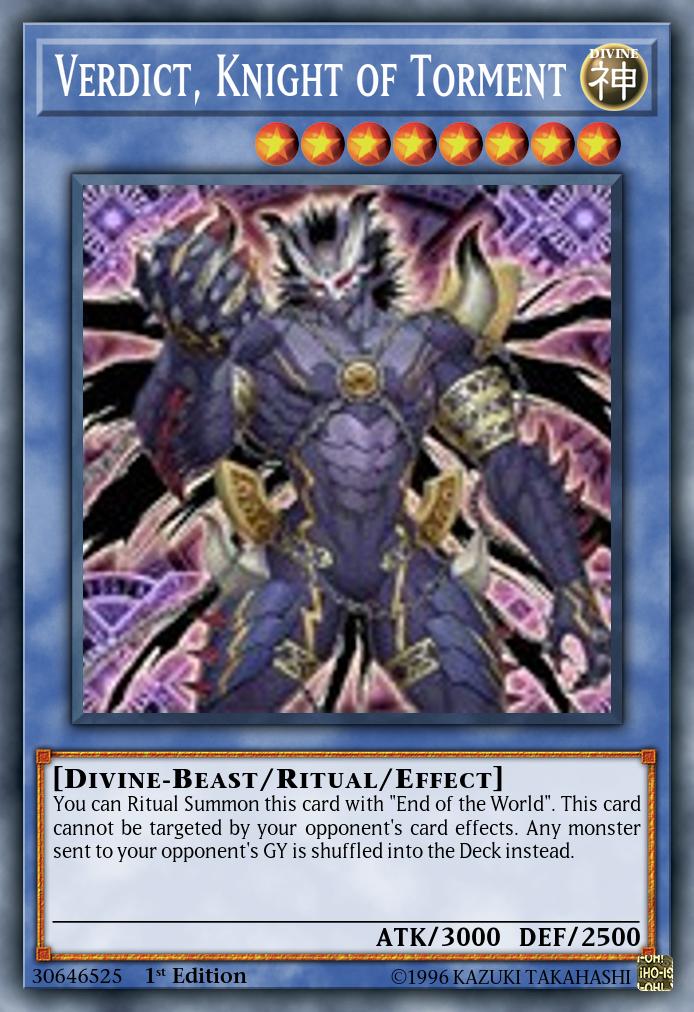 VERDICT, KNIGHT OF TORMENT
DIVINE
神
[DIVINE-BEAST/RITUAL/EFFECT]
You can Ritual Summon this card with "End of the World". This card
cannot be targeted by your opponent's card effects. Any monster
sent to your opponent's GY is shuffled into the Deck instead.
ATK/3000 DEF/2500
30646525 1st Edition ©1996 KAZUKI TAKAHASHI